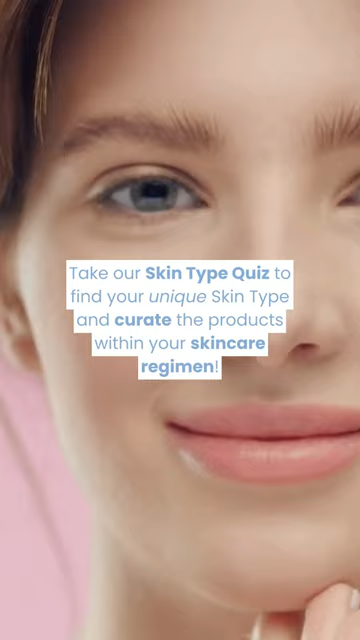 Take our Skin Type Quiz to
find your unique Skin Type
and curate the products
within your skincare
regimen!